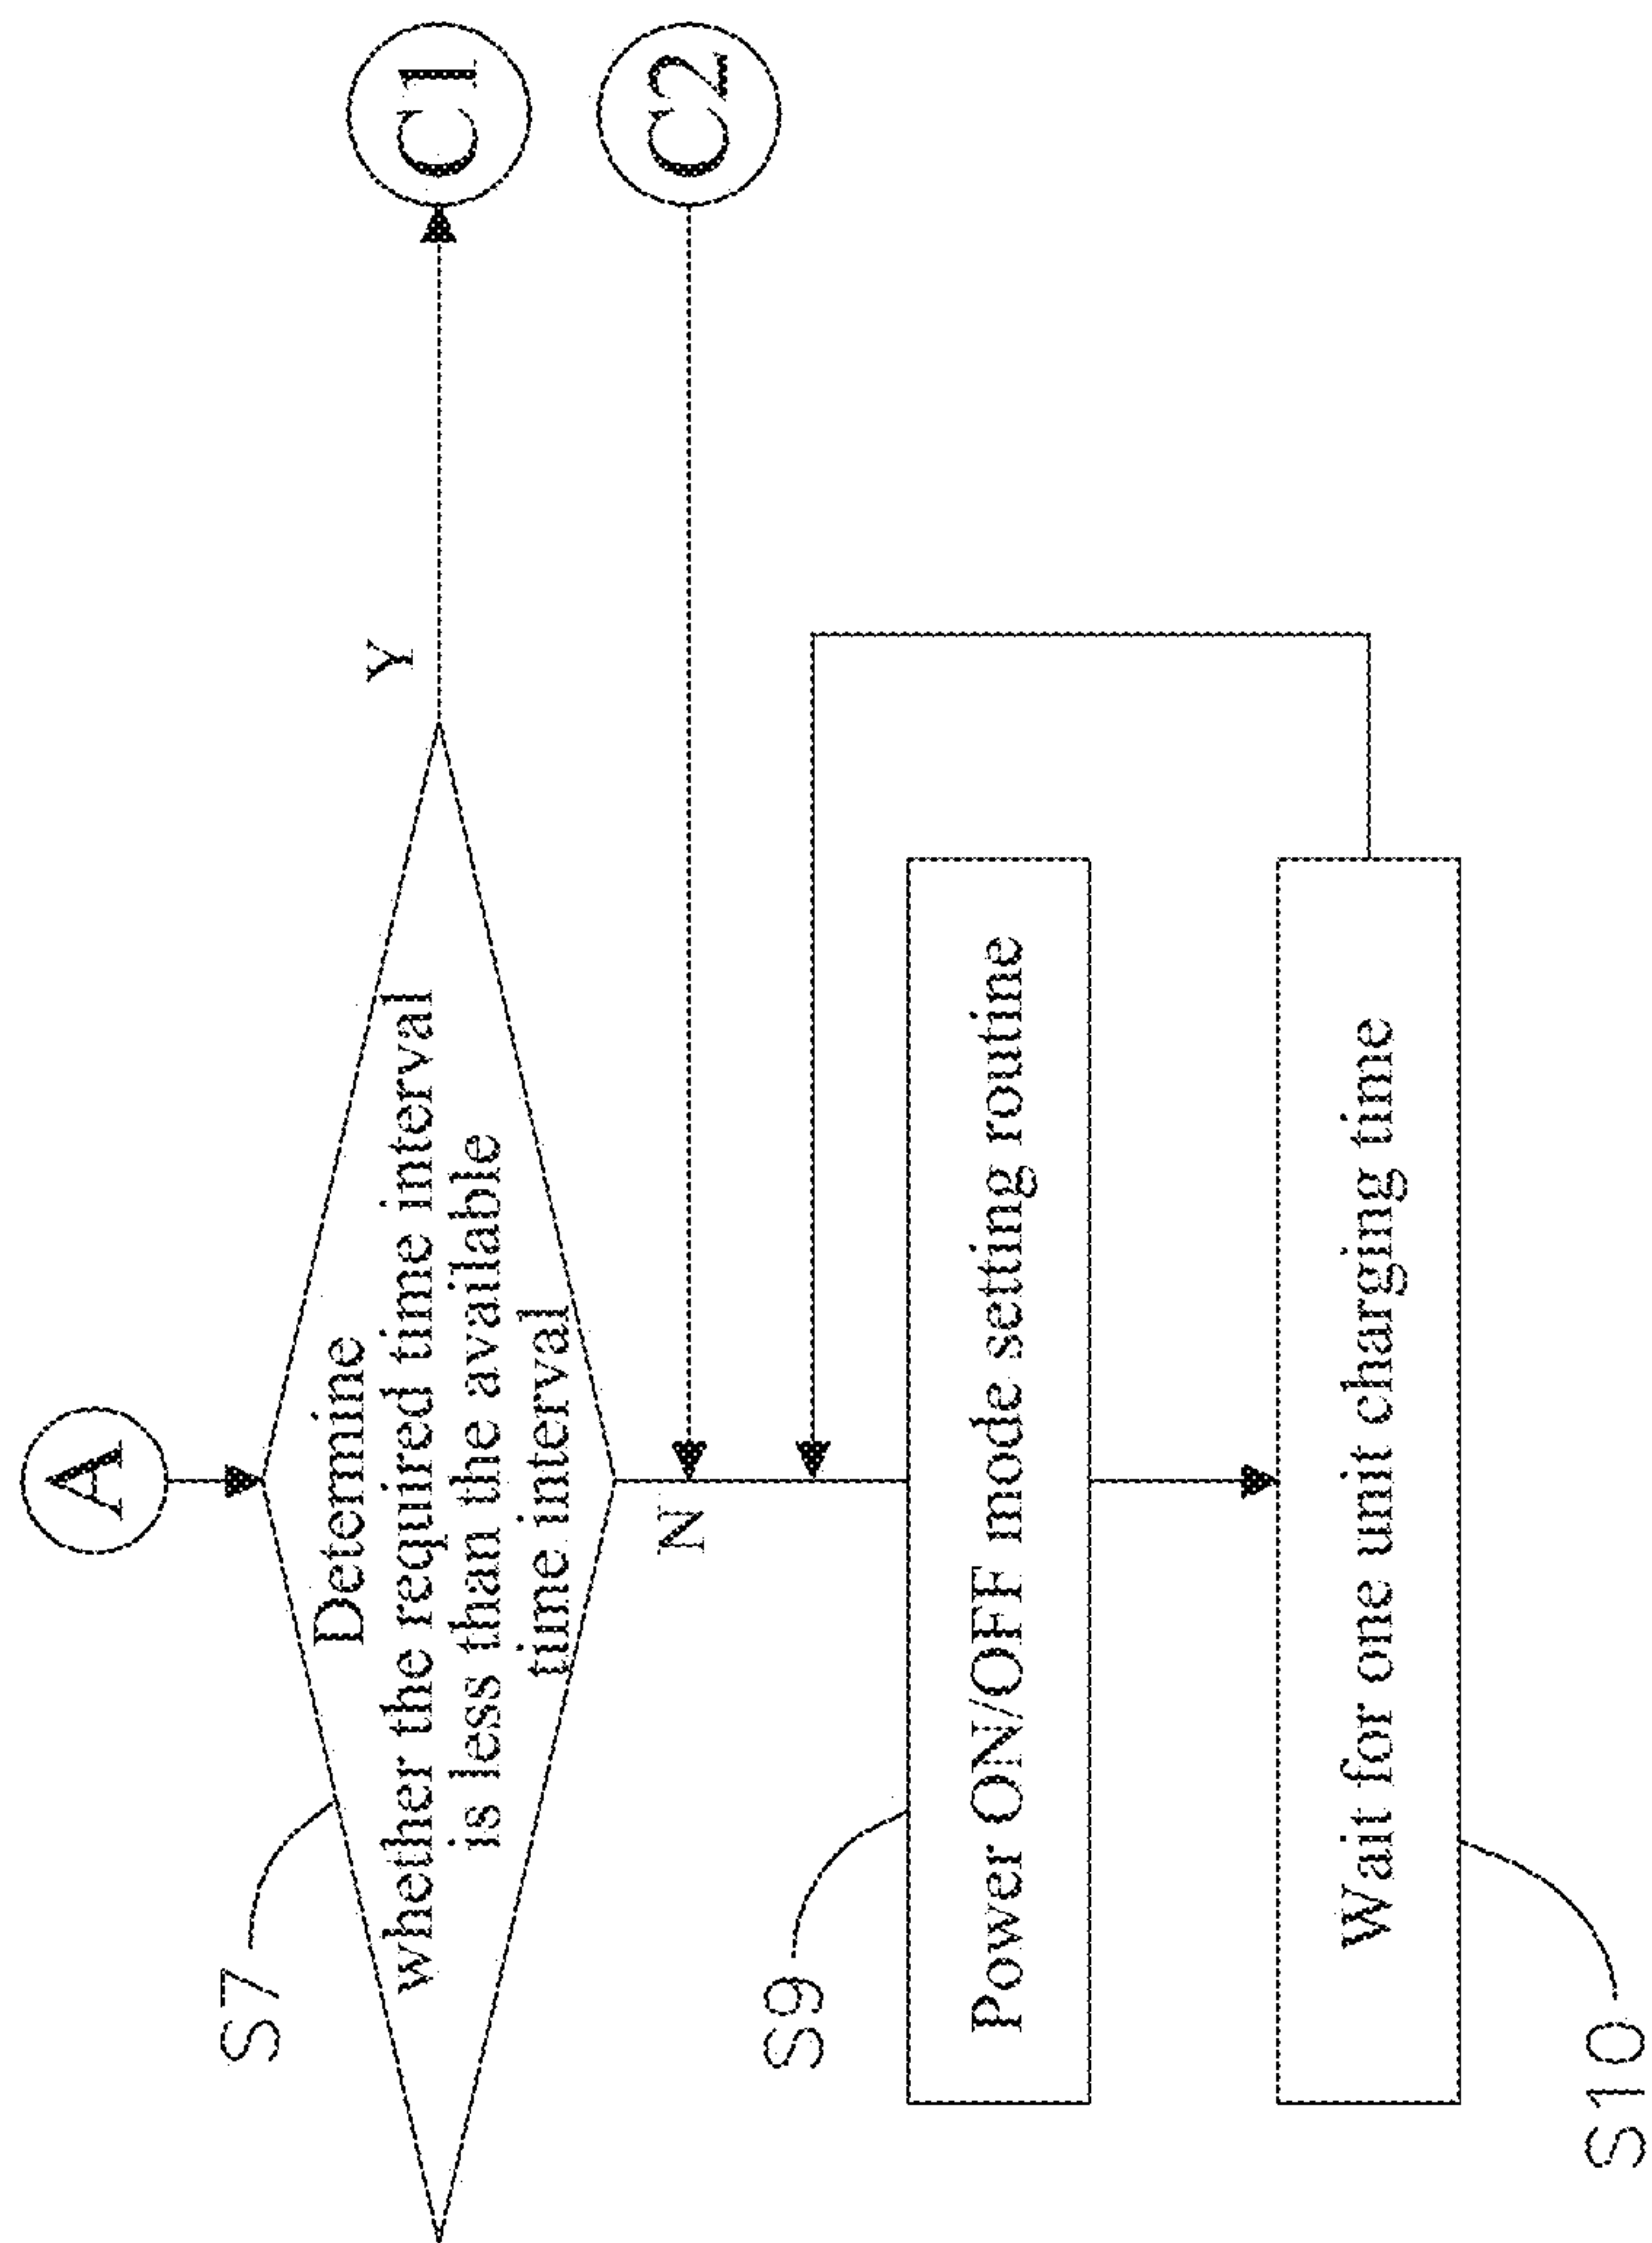 A
S7
Determine
whether the required time interval
is less than the available
time interval
Y
C1
N
C2
S9
Power ON/OFF mode setting routine
Wait for one unit charging time
S10